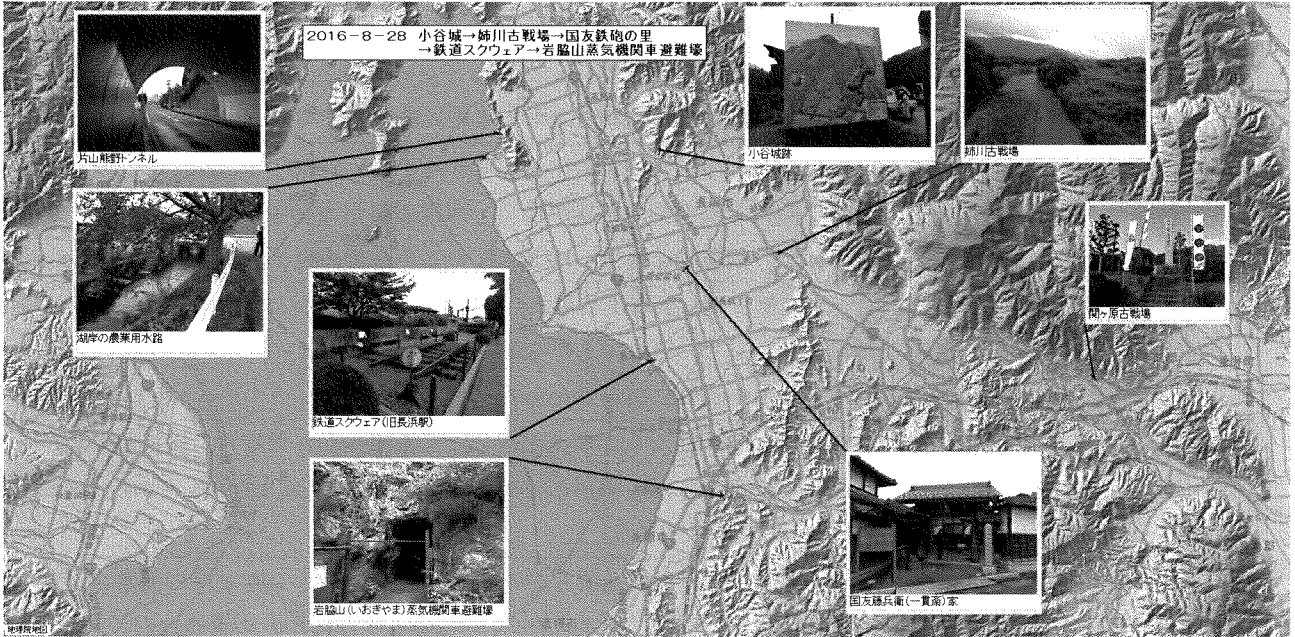 2016-8-28 小谷城→姉川古戦場→国友鉄砲の里
→鉄道スクウェア→岩脇山蒸気機関車避難壕
片山熊野トンネル
小谷城跡
姉川古戦場
湖岸の農業用水路
関ヶ原古戦場
鉄道スクウェア(旧長浜駅)
岩脇山(いおぎやま)蒸気機関車避難壕
国友藤兵衛(一貫斎)家
地理院地図